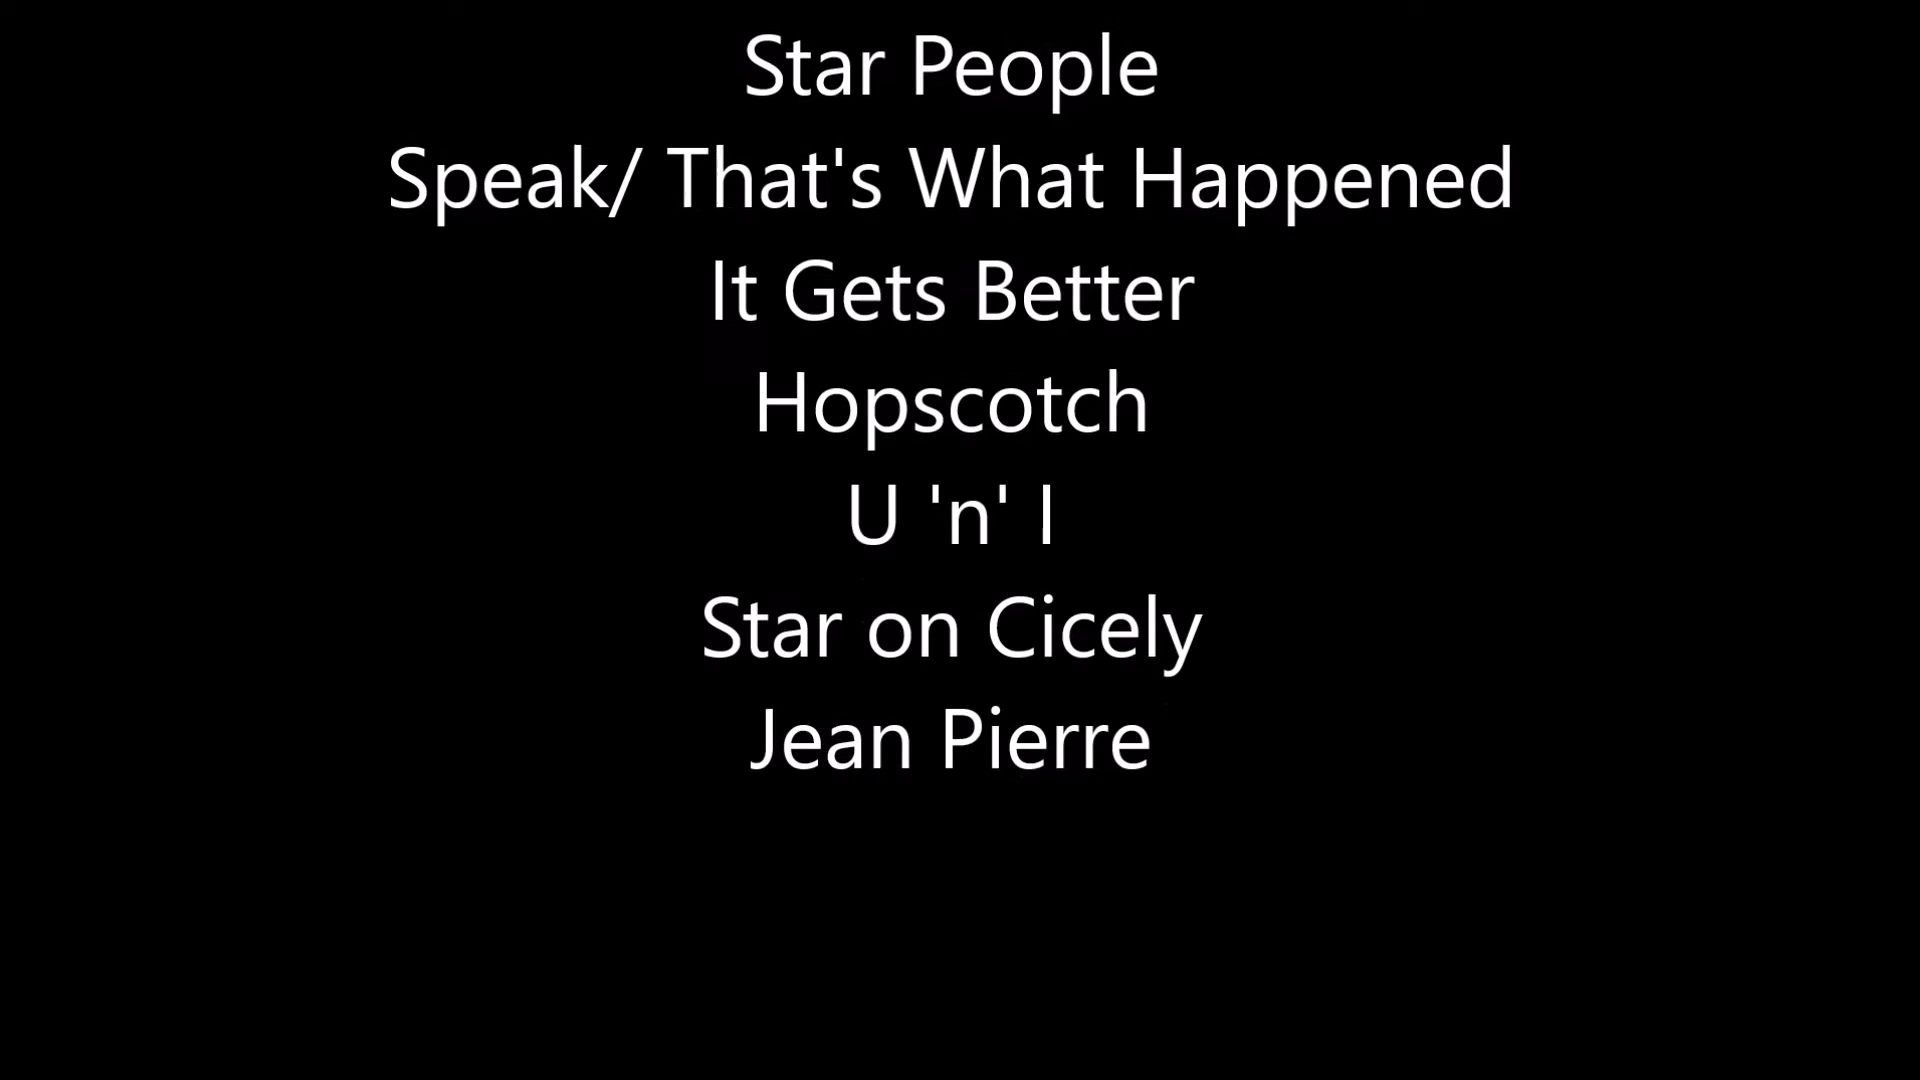 Star People
Speak/ That's What Happened
It Gets Better
Hopscotch
U 'n' I
Star on Cicely
Jean Pierre